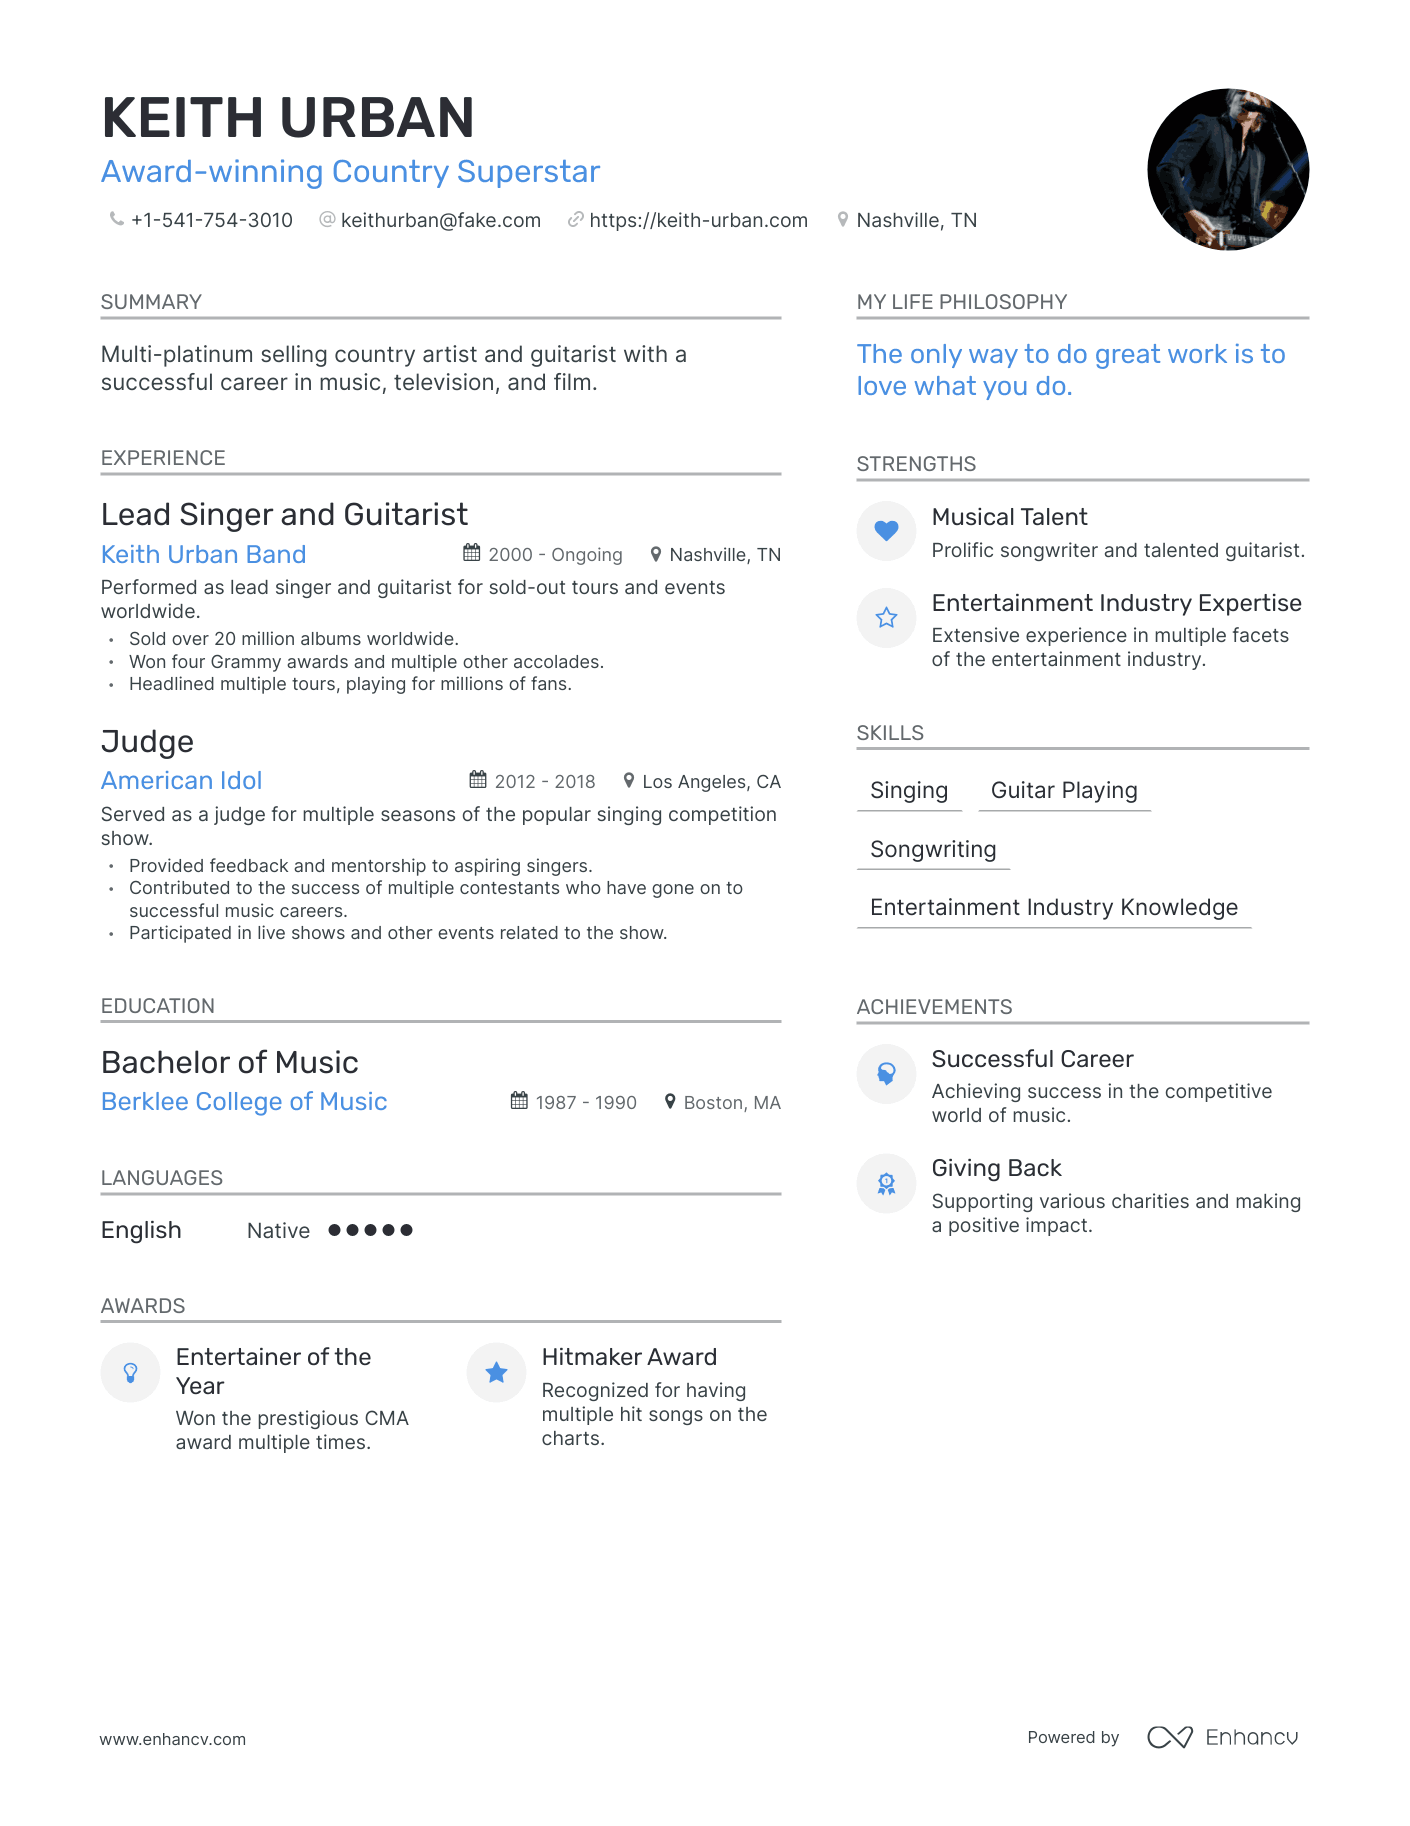 KEITH URBAN
Award-winning Country Superstar
+1-541-754-3010 keithurban@fake.com https://keith-urban.com Nashville, TN
SUMMARY
Multi-platinum selling country artist and guitarist with a
successful career in music, television, and film.
EXPERIENCE
Lead Singer and Guitarist
Keith Urban Band 2000 - Ongoing Nashville, TN
Performed as lead singer and guitarist for sold-out tours and events
worldwide.
• Sold over 20 million albums worldwide.
• Won four Grammy awards and multiple other accolades.
• Headlined multiple tours, playing for millions of fans.
Judge
American Idol 2012 - 2018 Los Angeles, CA
Served as a judge for multiple seasons of the popular singing competition
show.
• Provided feedback and mentorship to aspiring singers.
• Contributed to the success of multiple contestants who have gone on to
successful music careers.
• Participated in live shows and other events related to the show.
EDUCATION
Bachelor of Music
Berklee College of Music 1987 - 1990 Boston, MA
LANGUAGES
English Native
AWARDS
Entertainer of the
Year
Won the prestigious CMA
award multiple times.
Hitmaker Award
Recognized for having
multiple hit songs on the
charts.
MY LIFE PHILOSOPHY
The only way to do great work is to
love what you do.
STRENGTHS
Musical Talent
Prolific songwriter and talented guitarist.
Entertainment Industry Expertise
Extensive experience in multiple facets
of the entertainment industry.
SKILLS
Singing Guitar Playing
Songwriting
Entertainment Industry Knowledge
ACHIEVEMENTS
Successful Career
Achieving success in the competitive
world of music.
Giving Back
Supporting various charities and making
a positive impact.
www.enhancv.com
Powered by Enhancv